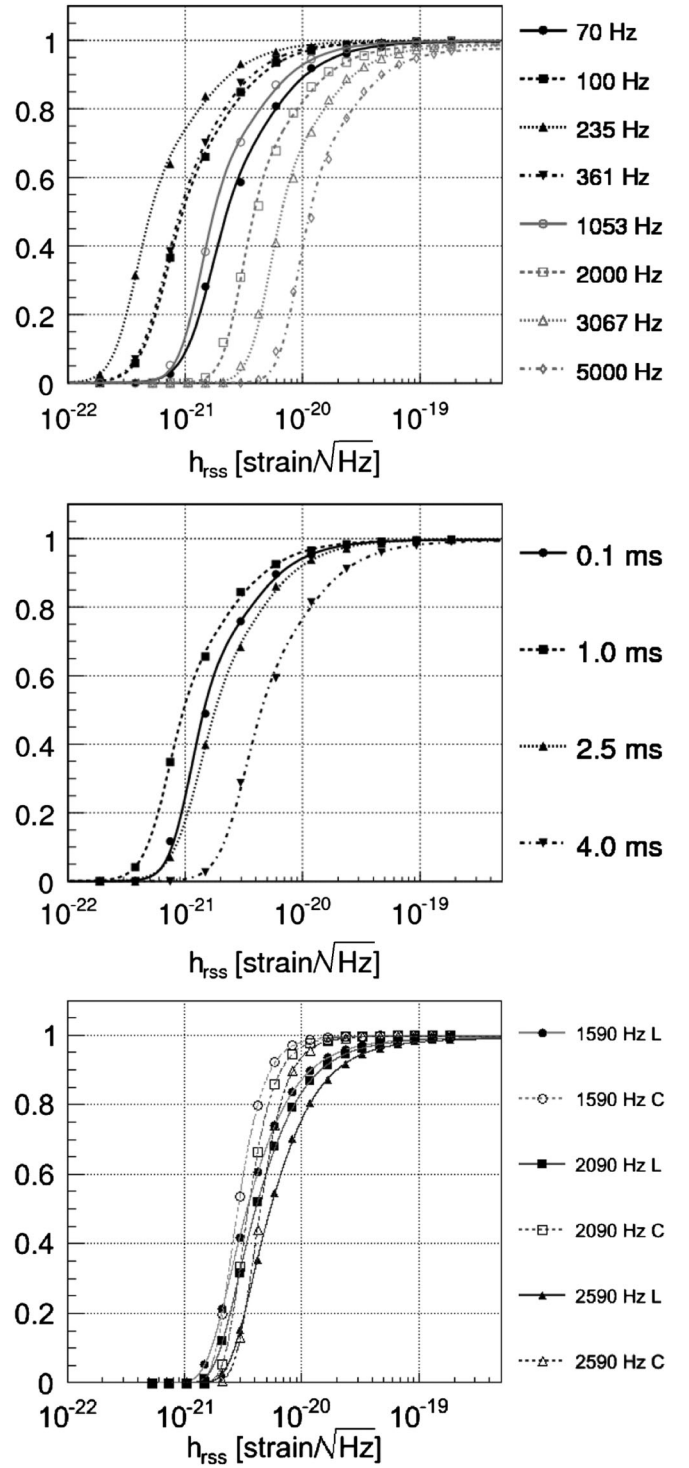 1
0.8
0.6
0.4
0.2
0
10⁻²² 10⁻²¹ 10⁻²⁰ 10⁻¹⁹
h_rss [strain/√Hz]
70 Hz
100 Hz
235 Hz
361 Hz
1053 Hz
2000 Hz
3067 Hz
5000 Hz
1
0.8
0.6
0.4
0.2
0
10⁻²² 10⁻²¹ 10⁻²⁰ 10⁻¹⁹
h_rss [strain/√Hz]
0.1 ms
1.0 ms
2.5 ms
4.0 ms
1
0.8
0.6
0.4
0.2
0
10⁻²² 10⁻²¹ 10⁻²⁰ 10⁻¹⁹
h_rss [strain/√Hz]
1590 Hz L
1590 Hz C
2090 Hz L
2090 Hz C
2590 Hz L
2590 Hz C